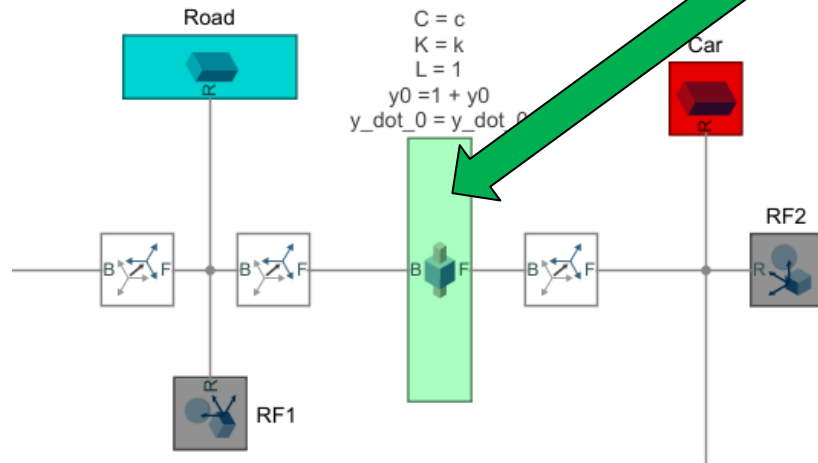 Road
C = c
K = k
L = 1
y0 =1 + y0
y_dot_0 = y_dot_0
Car
R
R
RF2
B F
B F
B F
B F
R
R
RF1